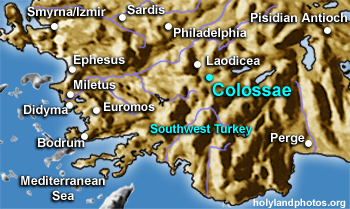 Smyrna/Izmir
Sardis
Pisidian Antioch
Philadelphia
Ephesus
Laodicea
Miletus
Colossae
Didyma
Euromos
Southwest Turkey
Bodrum
Perge
Mediterranean
Sea
holylandphotos.org